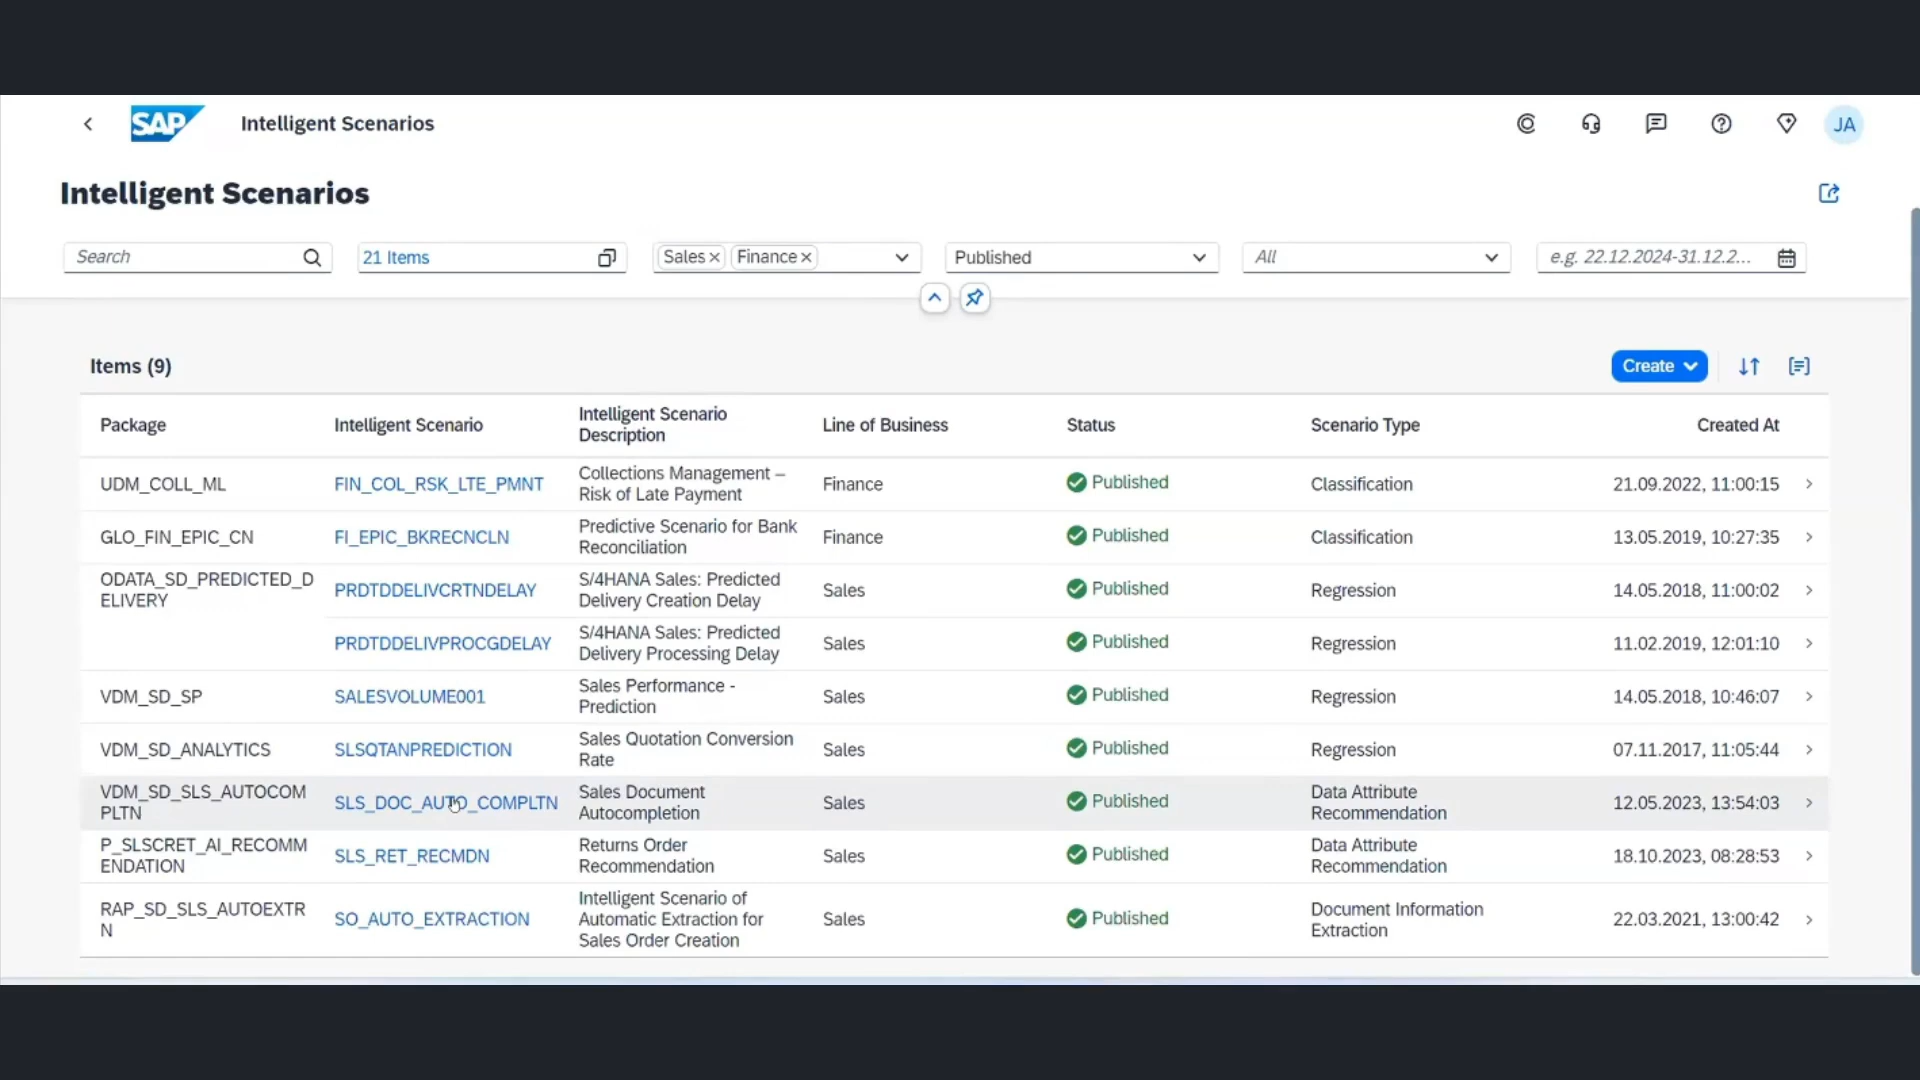 SAP
Intelligent Scenarios
JA
Intelligent Scenarios
Search
21 Items
Sales
Finance
Published
All
e.g. 22.12.2024-31.12.2...
Items (9)
Create
Package
Intelligent Scenario
Intelligent Scenario
Description
Line of Business
Status
Scenario Type
Created At
UDM_COLL_ML
FIN_COL_RSK_LTE_PMNT
Collections Management –
Risk of Late Payment
Finance
Published
Classification
21.09.2022, 11:00:15
GLO_FIN_EPIC_CN
FI_EPIC_BKRECNCLN
Predictive Scenario for Bank
Reconciliation
Finance
Published
Classification
13.05.2019, 10:27:35
ODATA_SD_PREDICTED_D
ELIVERY
PRDTDDELIVCRTNDELAY
S/4HANA Sales: Predicted
Delivery Creation Delay
Sales
Published
Regression
14.05.2018, 11:00:02
PRDTDDELIVPROCGDELAY
S/4HANA Sales: Predicted
Delivery Processing Delay
Sales
Published
Regression
11.02.2019, 12:01:10
VDM_SD_SP
SALESVOLUME001
Sales Performance -
Prediction
Sales
Published
Regression
14.05.2018, 10:46:07
VDM_SD_ANALYTICS
SLSQTANPREDICTION
Sales Quotation Conversion
Rate
Sales
Published
Regression
07.11.2017, 11:05:44
VDM_SD_SLS_AUTOCOM
PLTN
SLS_DOC_AUTO_COMPLTN
Sales Document
Autocompletion
Sales
Published
Data Attribute
Recommendation
12.05.2023, 13:54:03
P_SLSCRET_AI_RECOMM
ENDATION
SLS_RET_RECMDN
Returns Order
Recommendation
Sales
Published
Data Attribute
Recommendation
18.10.2023, 08:28:53
RAP_SD_SLS_AUTOEXTR
N
SO_AUTO_EXTRACTION
Intelligent Scenario of
Automatic Extraction for
Sales Order Creation
Sales
Published
Document Information
Extraction
22.03.2021, 13:00:42